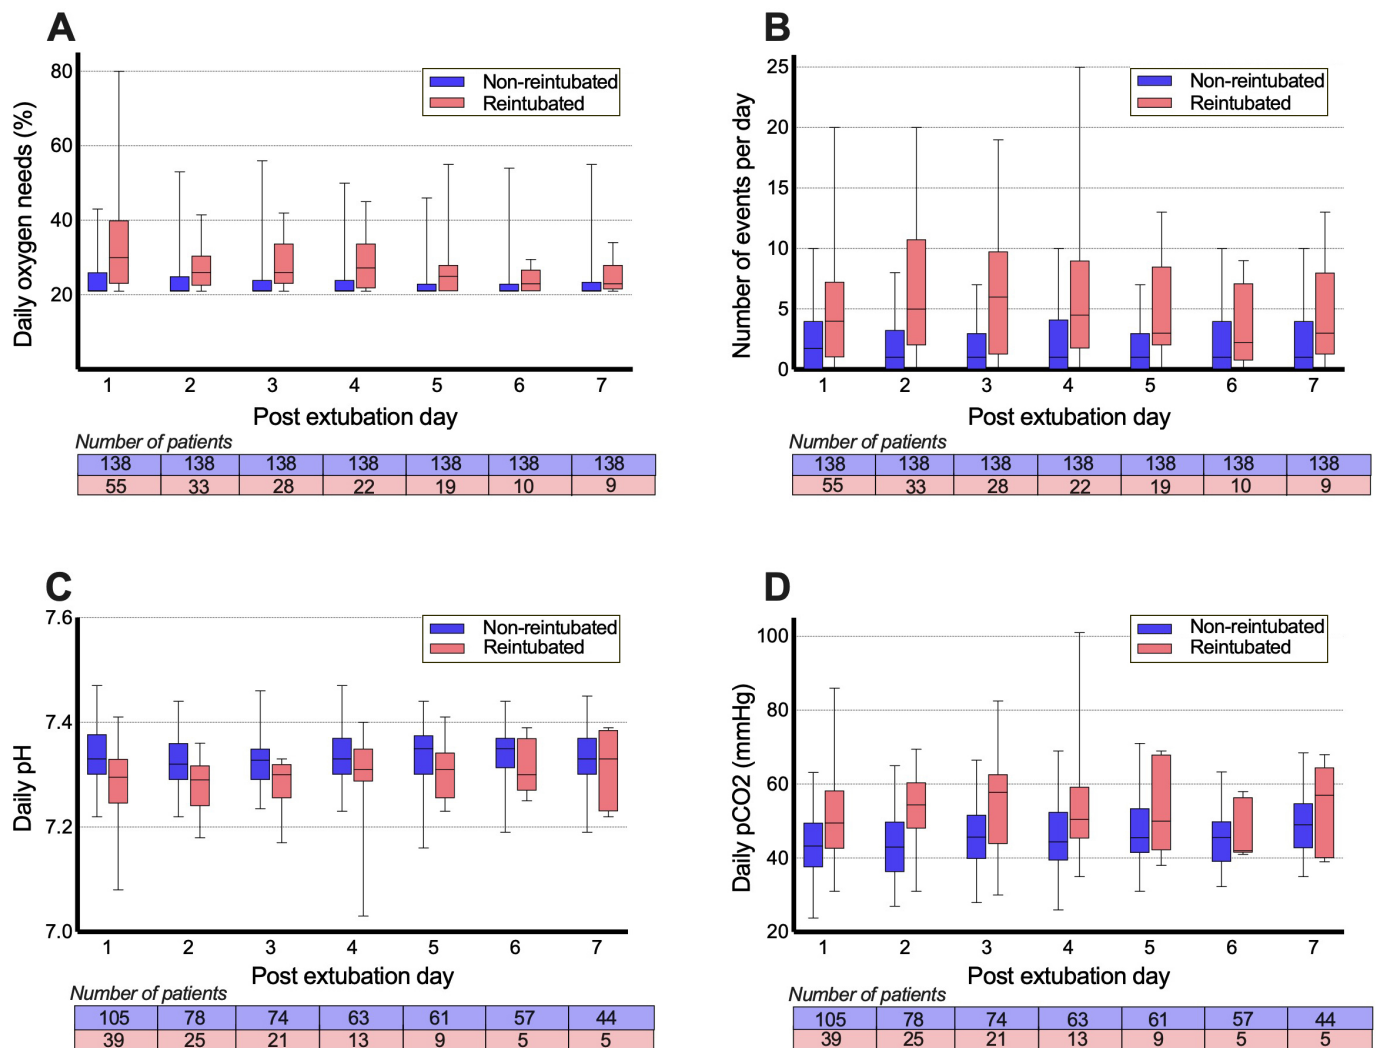 A
Daily oxygen needs (%)
80
60
40
20
Non-reintubated
Reintubated
1 2 3 4 5 6 7
Post extubation day
Number of patients
138 138 138 138 138 138 138
55 33 28 22 19 10 9
B
Number of events per day
25
20
15
10
5
0
Non-reintubated
Reintubated
1 2 3 4 5 6 7
Post extubation day
Number of patients
138 138 138 138 138 138 138
55 33 28 22 19 10 9
C
Daily pH
7.6
7.4
7.2
7.0
Non-reintubated
Reintubated
1 2 3 4 5 6 7
Post extubation day
Number of patients
105 78 74 63 61 57 44
39 25 21 13 9 5 5
D
Daily pCO2 (mmHg)
100
80
60
40
20
Non-reintubated
Reintubated
1 2 3 4 5 6 7
Post extubation day
Number of patients
105 78 74 63 61 57 44
39 25 21 13 9 5 5